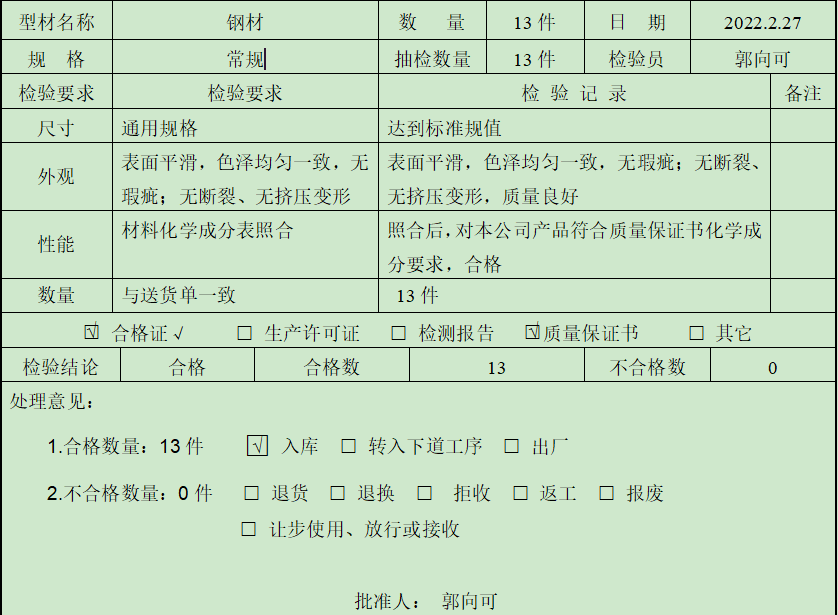 型材名称 钢材 数 量 13 件 日 期 2022.2.27
规 格 常规 抽检数量 13 件 检验员 郭向可
检验要求 检验要求 检 验 记 录 备注
尺寸 通用规格 达到标准规值
外观 表面平滑，色泽均匀一致，无 表面平滑，色泽均匀一致，无瑕疵；无断裂、
瑕疵；无断裂、无挤压变形 无挤压变形，质量良好
性能 材料化学成分表照合 照合后，对本公司产品符合质量保证书化学成
分要求，合格
数量 与送货单一致 13 件
☑ 合格证√ □ 生产许可证 □ 检测报告 ☑质量保证书 □ 其它
检验结论 合格 合格数 13 不合格数 0
处理意见：
1.合格数量：13 件 ☑ 入库 □ 转入下道工序 □ 出厂
2.不合格数量：0 件 □ 退货 □ 退换 □ 拒收 □ 返工 □ 报废
□ 让步使用、放行或接收
批准人： 郭向可